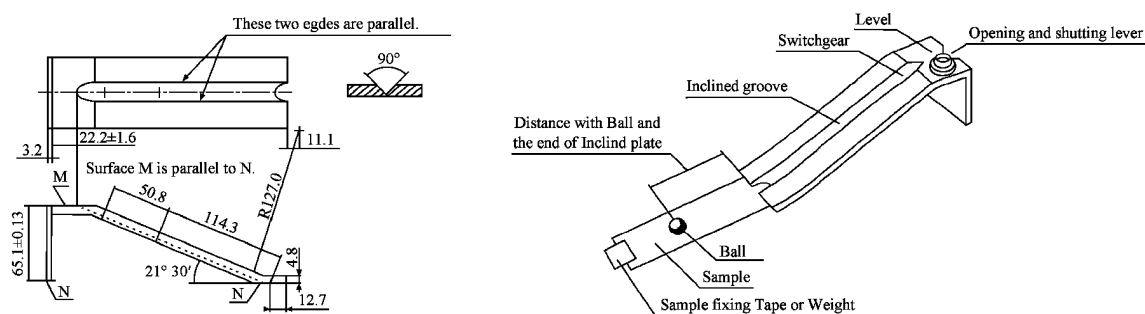 These two egdes are parallel.
90°
22.2±1.6
3.2
11.1
Surface M is parallel to N.
M
50.8
114.3
R127.0
65.1±0.13
21° 30′
4.8
N
N
12.7
Level
Opening and shutting lever
Switchgear
Inclined groove
Distance with Ball and
the end of Inclind plate
Ball
Sample
Sample fixing Tape or Weight